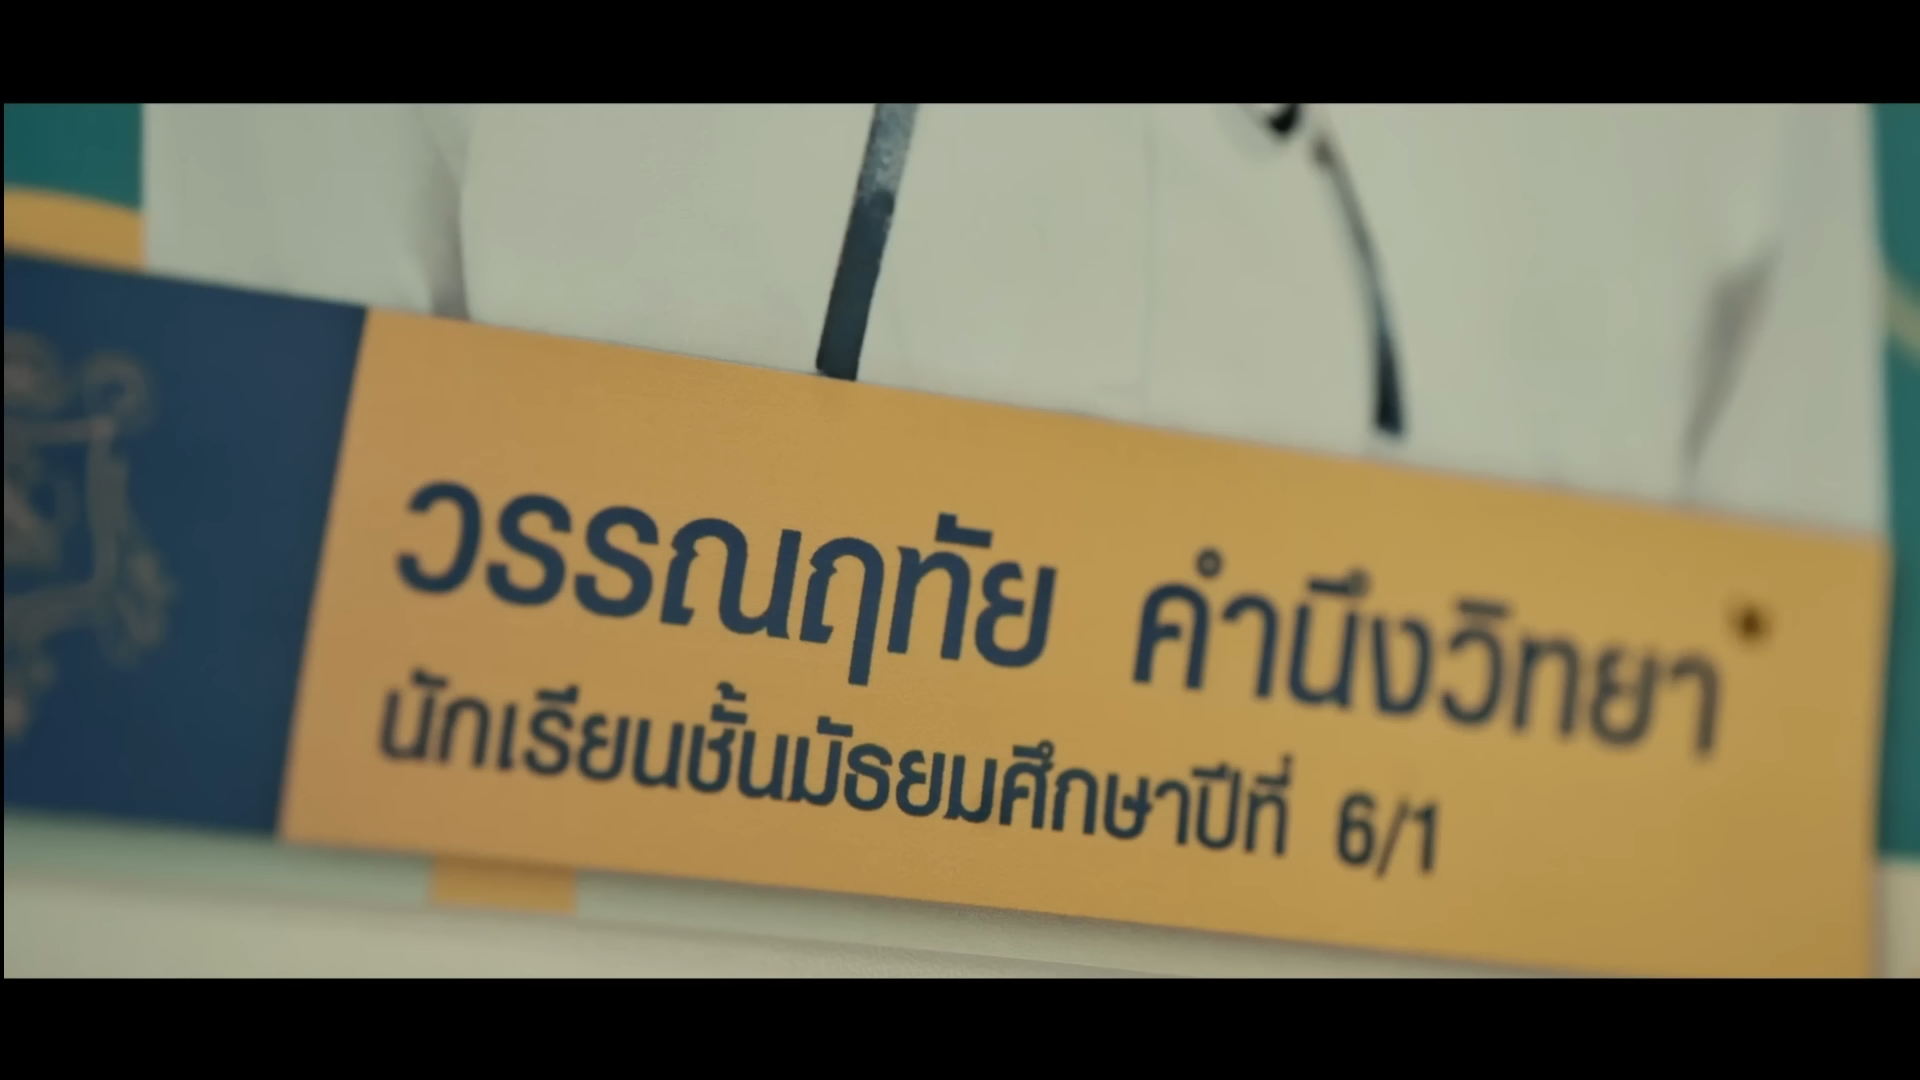 วรรณฤทัย คำนึงวิทยา
นักเรียนชั้นมัธยมศึกษาปีที่ 6/1